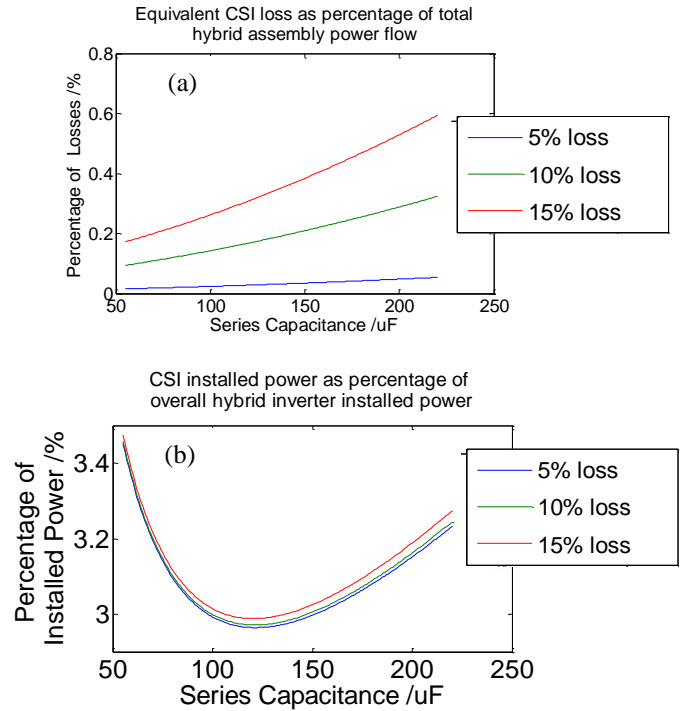 Equivalent CSI loss as percentage of total
hybrid assembly power flow
(a)
Percentage of Losses /%
0.8
0.6
0.4
0.2
0
50
100
150
200
250
Series Capacitance /uF
5% loss
10% loss
15% loss
CSI installed power as percentage of
overall hybrid inverter installed power
(b)
Percentage of
Installed Power /%
3.4
3.2
3
50
100
150
200
250
Series Capacitance /uF
5% loss
10% loss
15% loss